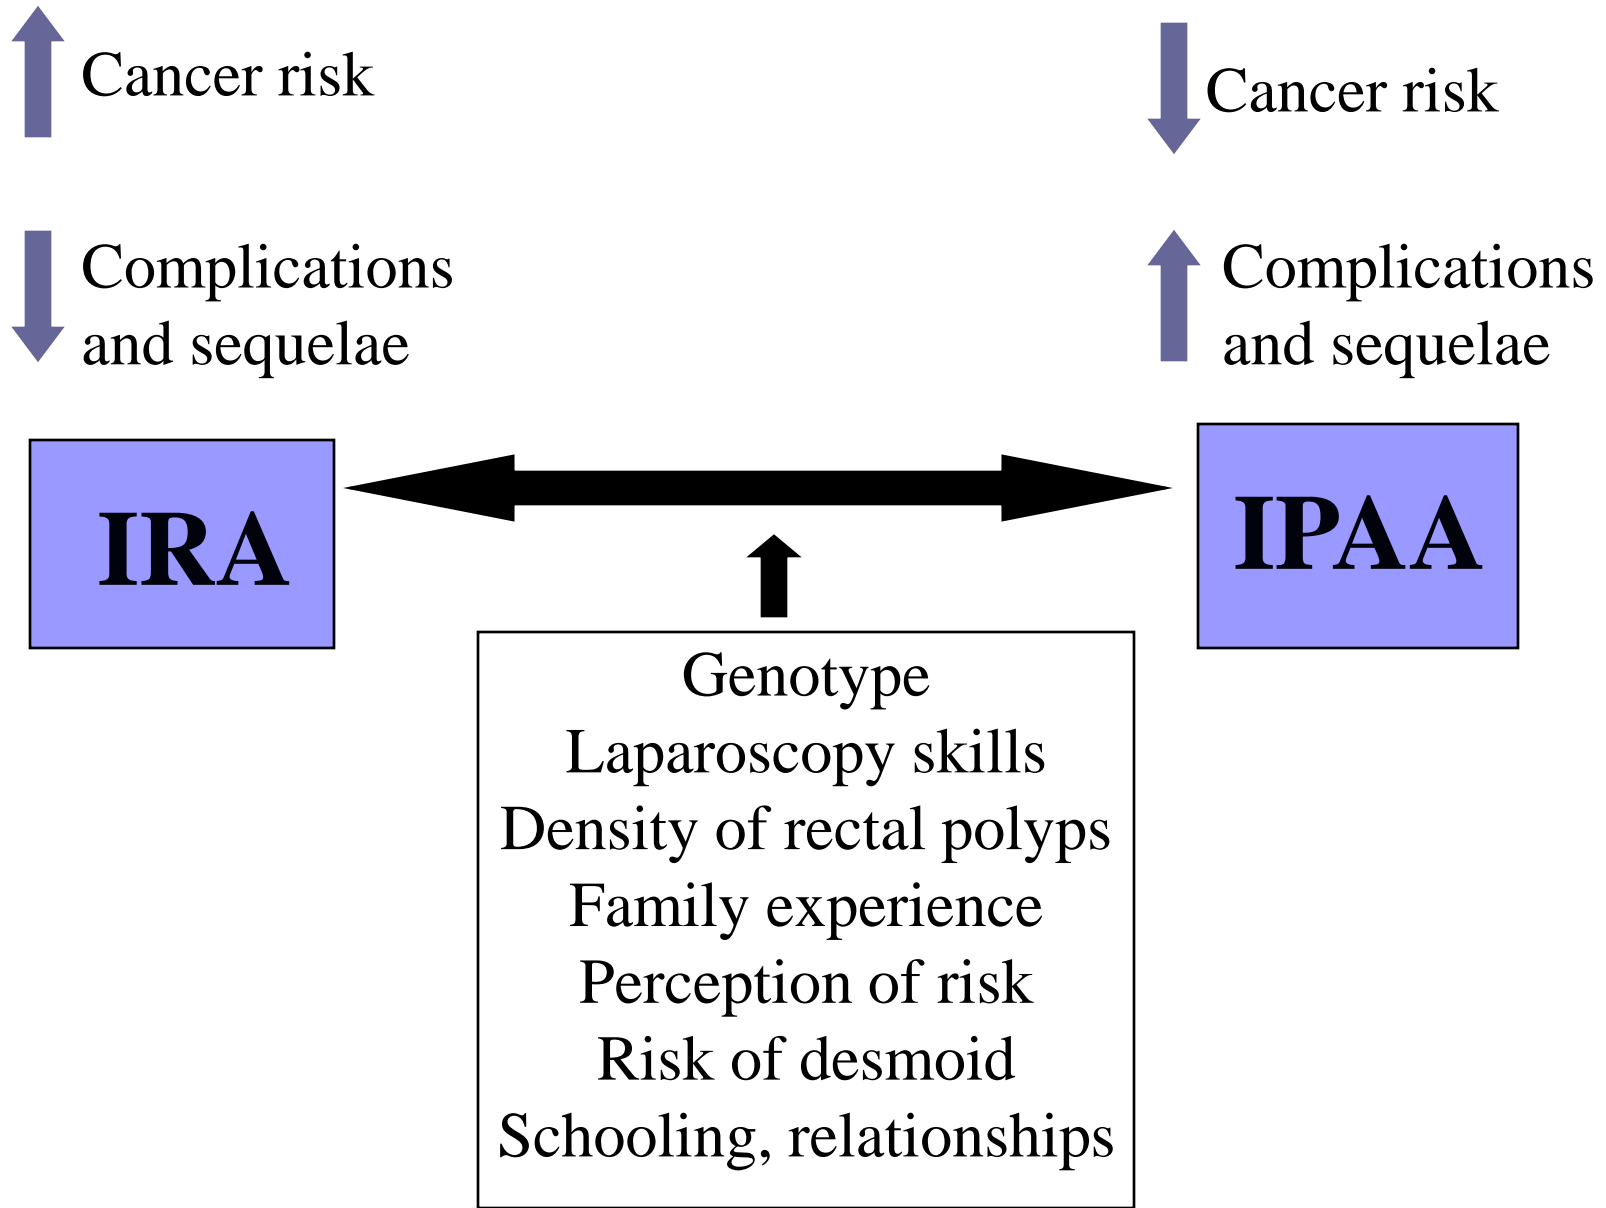 Cancer risk
Complications
and sequelae
IRA
Cancer risk
Complications
and sequelae
IPAA
Genotype
Laparoscopy skills
Density of rectal polyps
Family experience
Perception of risk
Risk of desmoid
Schooling, relationships